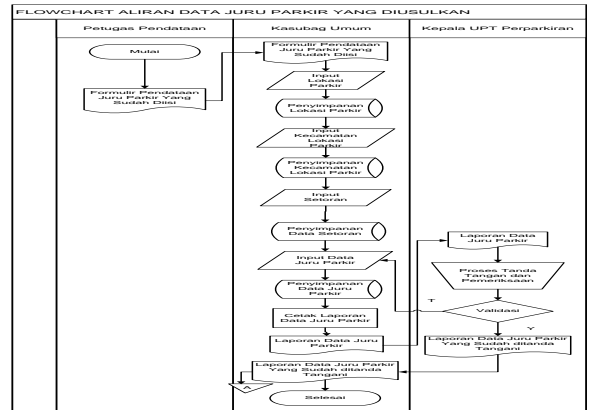 FLOWCHART ALIRAN DATA JURU PARKIR YANG DIUSULKAN
Petugas Pendataan
Kasubag Umum
Kepala UPT Perparkiran
Mulai
Formulir Pendataan
Juru Parkir Yang
Sudah Diisi
Formulir Pendataan
Juru Parkir Yang
Sudah Diisi
Input
Lokasi
Parkir
Penyimpanan
Lokasi Parkir
Input
Kecamatan
Lokasi
Parkir
Penyimpanan
Kecamatan
Lokasi Parkir
Input
Setoran
Penyimpanan
Data Setoran
Input Data
Juru Parkir
Penyimpanan
Data Juru
Parkir
Cetak Laporan
Data Juru Parkir
Laporan Data Juru
Parkir
Laporan Data
Juru Parkir
Proses Tanda
Tangan dan
Pemeriksaan
T
Validasi
Y
Laporan Data Juru Parkir
Yang Sudah ditanda
Tangani
Laporan Data Juru Parkir
Yang Sudah ditanda
Tangani
A
Selesai